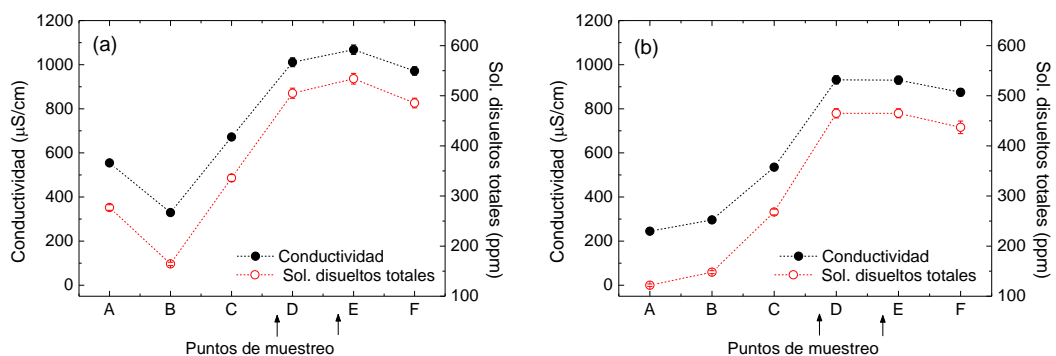 (a)
Conductividad (µS/cm)
1200
1000
800
600
400
200
0
A B C D E F
Puntos de muestreo
600
500
400
300
200
100
Sol. disueltos totales (ppm)
Conductividad
Sol. disueltos totales
(b)
Conductividad (µS/cm)
1200
1000
800
600
400
200
0
A B C D E F
Puntos de muestreo
600
500
400
300
200
100
Sol. disueltos totales (ppm)
Conductividad
Sol. disueltos totales